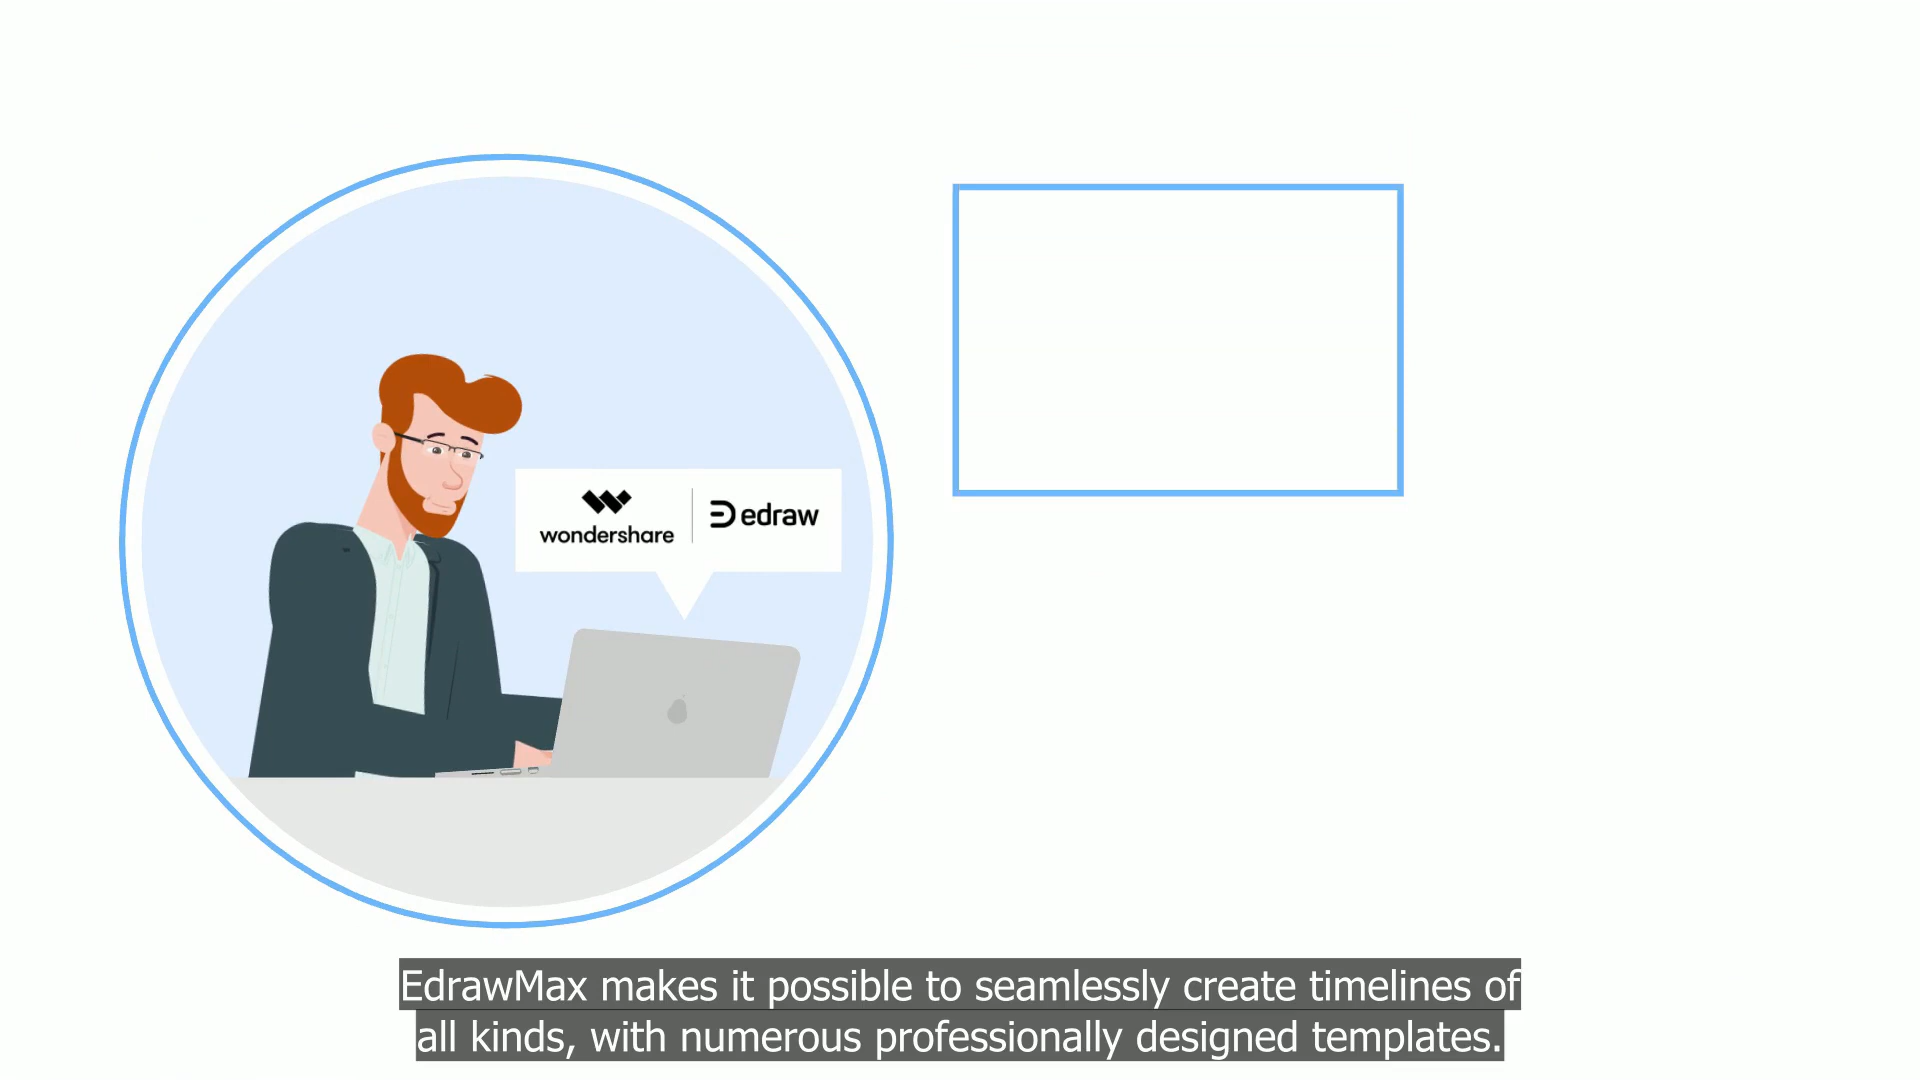 wondershare
edraw
EdrawMax makes it possible to seamlessly create timelines of
all kinds, with numerous professionally designed templates.